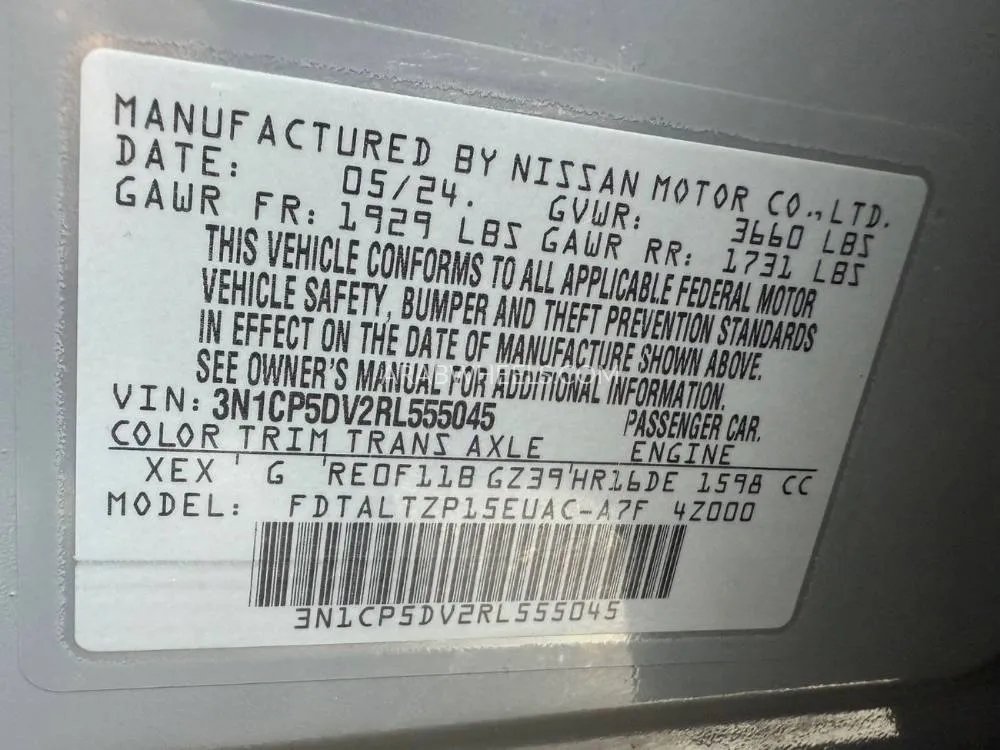 MANUFACTURED BY NISSAN MOTOR CO.,LTD.
DATE: 05/24. GVWR: 3660 LBS
GAWR FR: 1929 LBS GAWR RR: 1731 LBS
THIS VEHICLE CONFORMS TO ALL APPLICABLE FEDERAL MOTOR
VEHICLE SAFETY, BUMPER AND THEFT PREVENTION STANDARDS
IN EFFECT ON THE DATE OF MANUFACTURE SHOWN ABOVE.
SEE OWNER'S MANUAL FOR ADDITIONAL INFORMATION.
ARABWHEELS.COM
VIN: 3N1CP5DV2RL555045 PASSENGER CAR.
COLOR TRIM TRANS AXLE ENGINE
XEX ' G 'RE0F11B GZ39'HR16DE 1598 CC
MODEL: FDTALTZP15EUAC-A7F 4Z000
3N1CP5DV2RL555045